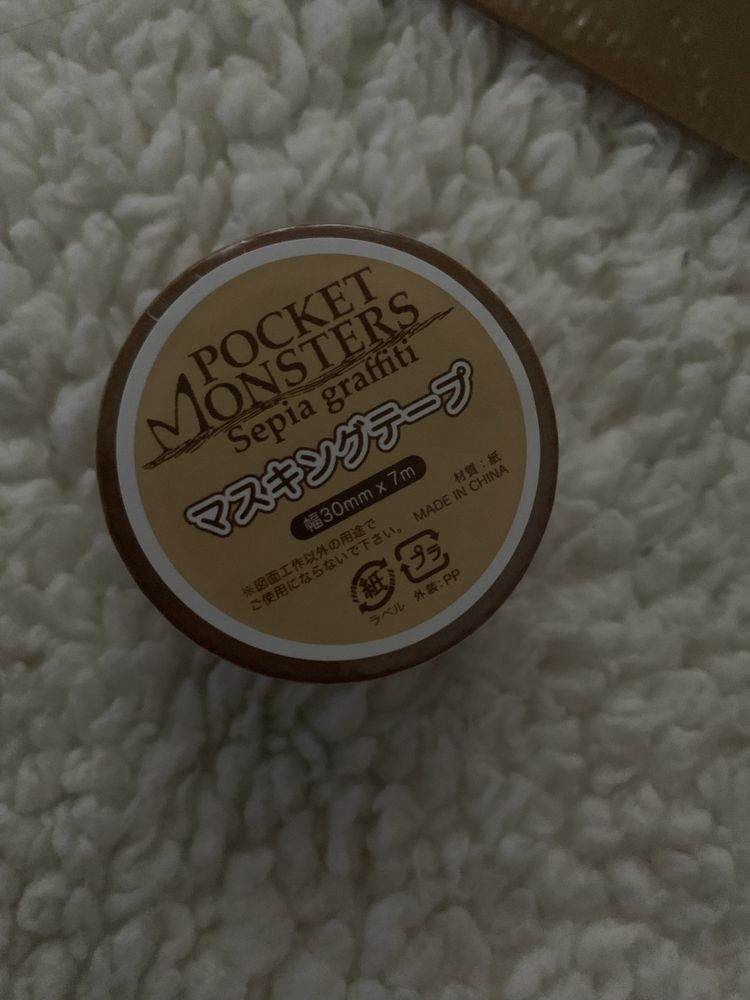 POCKET
MONSTERS
Sepia graffiti
マスキングテープ
幅30mm x 7m
材質：紙
MADE IN CHINA
※図面工作以外の用途で
ご使用にならないで下さい。
紙 プラ
ラベル 外装：PP